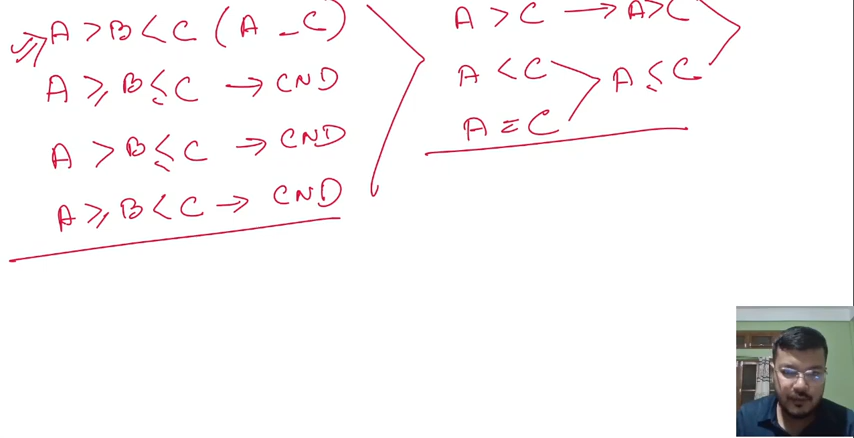 A > B < C ( A _ C )
A ≥ B ≤ C → CND
A > B ≤ C → CND
A ≥ B < C → CND
A > C → A > C
A < C
A ≤ C
A = C